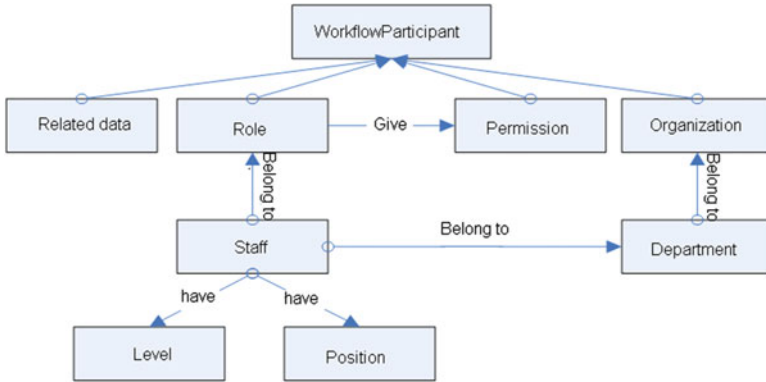 WorkflowParticipant
Related data
Role
Give
Permission
Organization
Belong to
Belong to
Staff
Belong to
Department
have
have
Level
Position